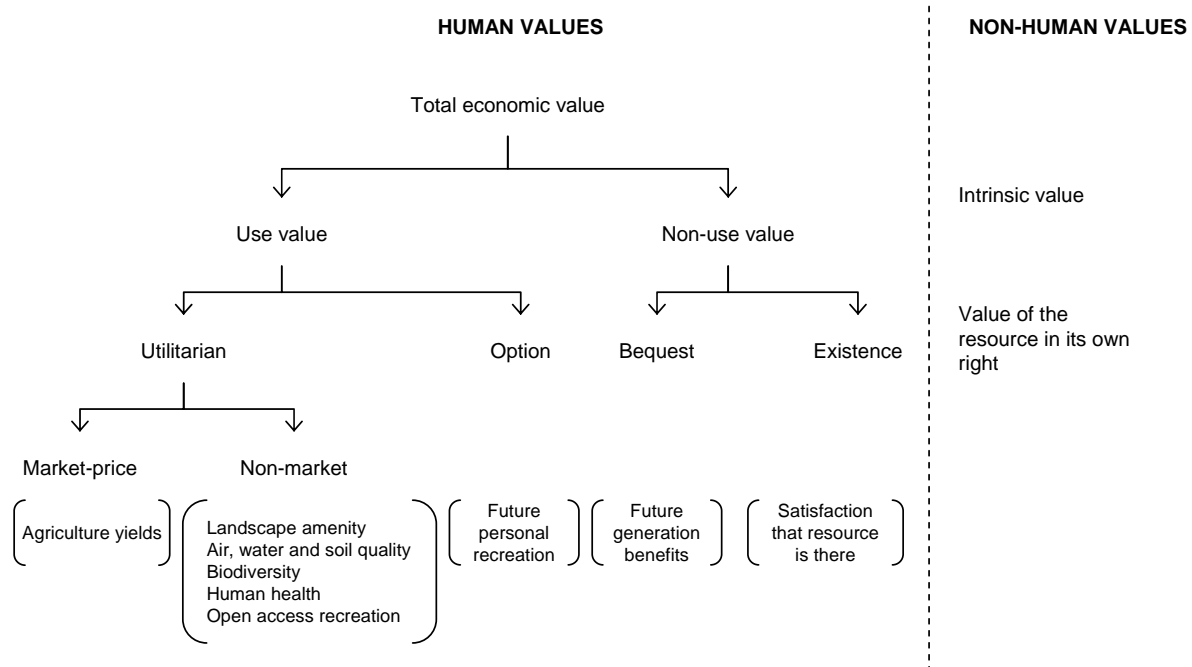 HUMAN VALUES
NON-HUMAN VALUES
Total economic value
Intrinsic value
Use value
Non-use value
Value of the
resource in its own
right
Utilitarian
Option
Bequest
Existence
Market-price
Non-market
Agriculture yields
Landscape amenity
Air, water and soil quality
Biodiversity
Human health
Open access recreation
Future
personal
recreation
Future
generation
benefits
Satisfaction
that resource
is there